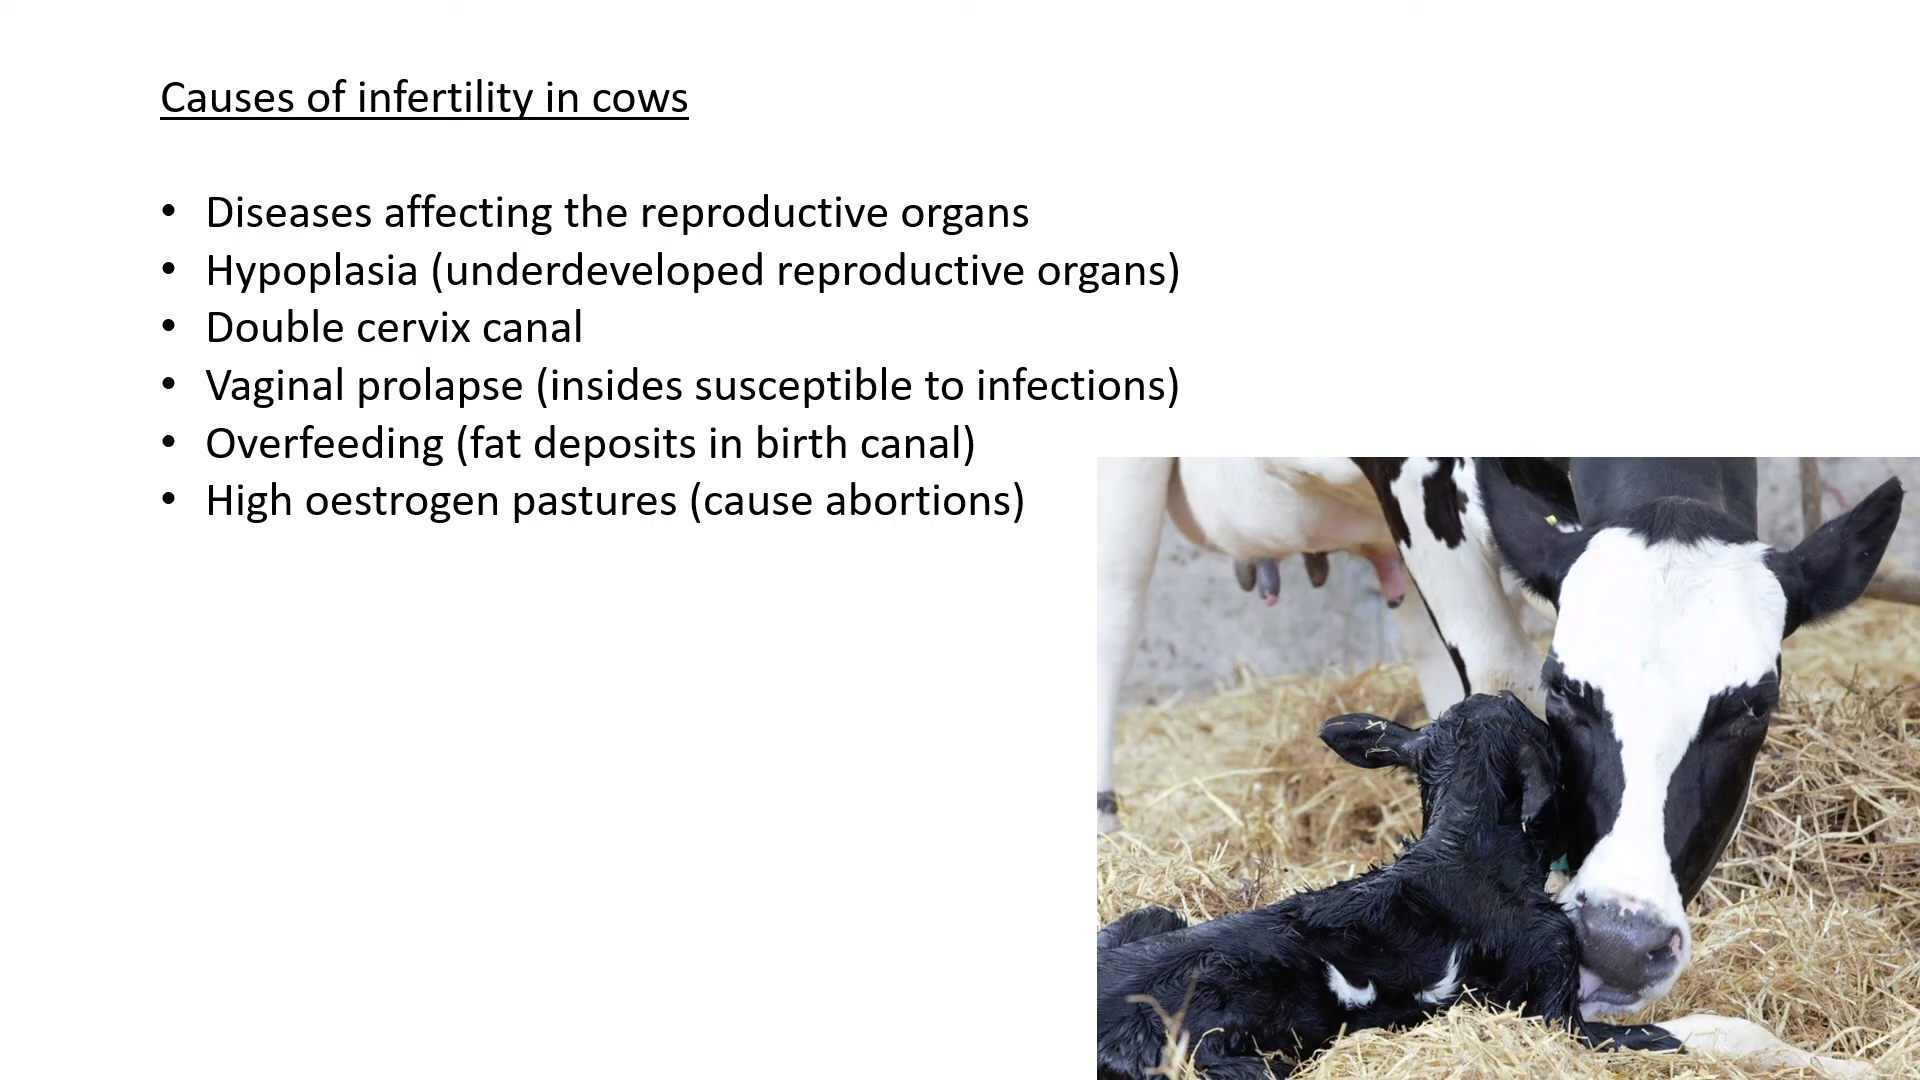 Causes of infertility in cows
• Diseases affecting the reproductive organs
• Hypoplasia (underdeveloped reproductive organs)
• Double cervix canal
• Vaginal prolapse (insides susceptible to infections)
• Overfeeding (fat deposits in birth canal)
• High oestrogen pastures (cause abortions)